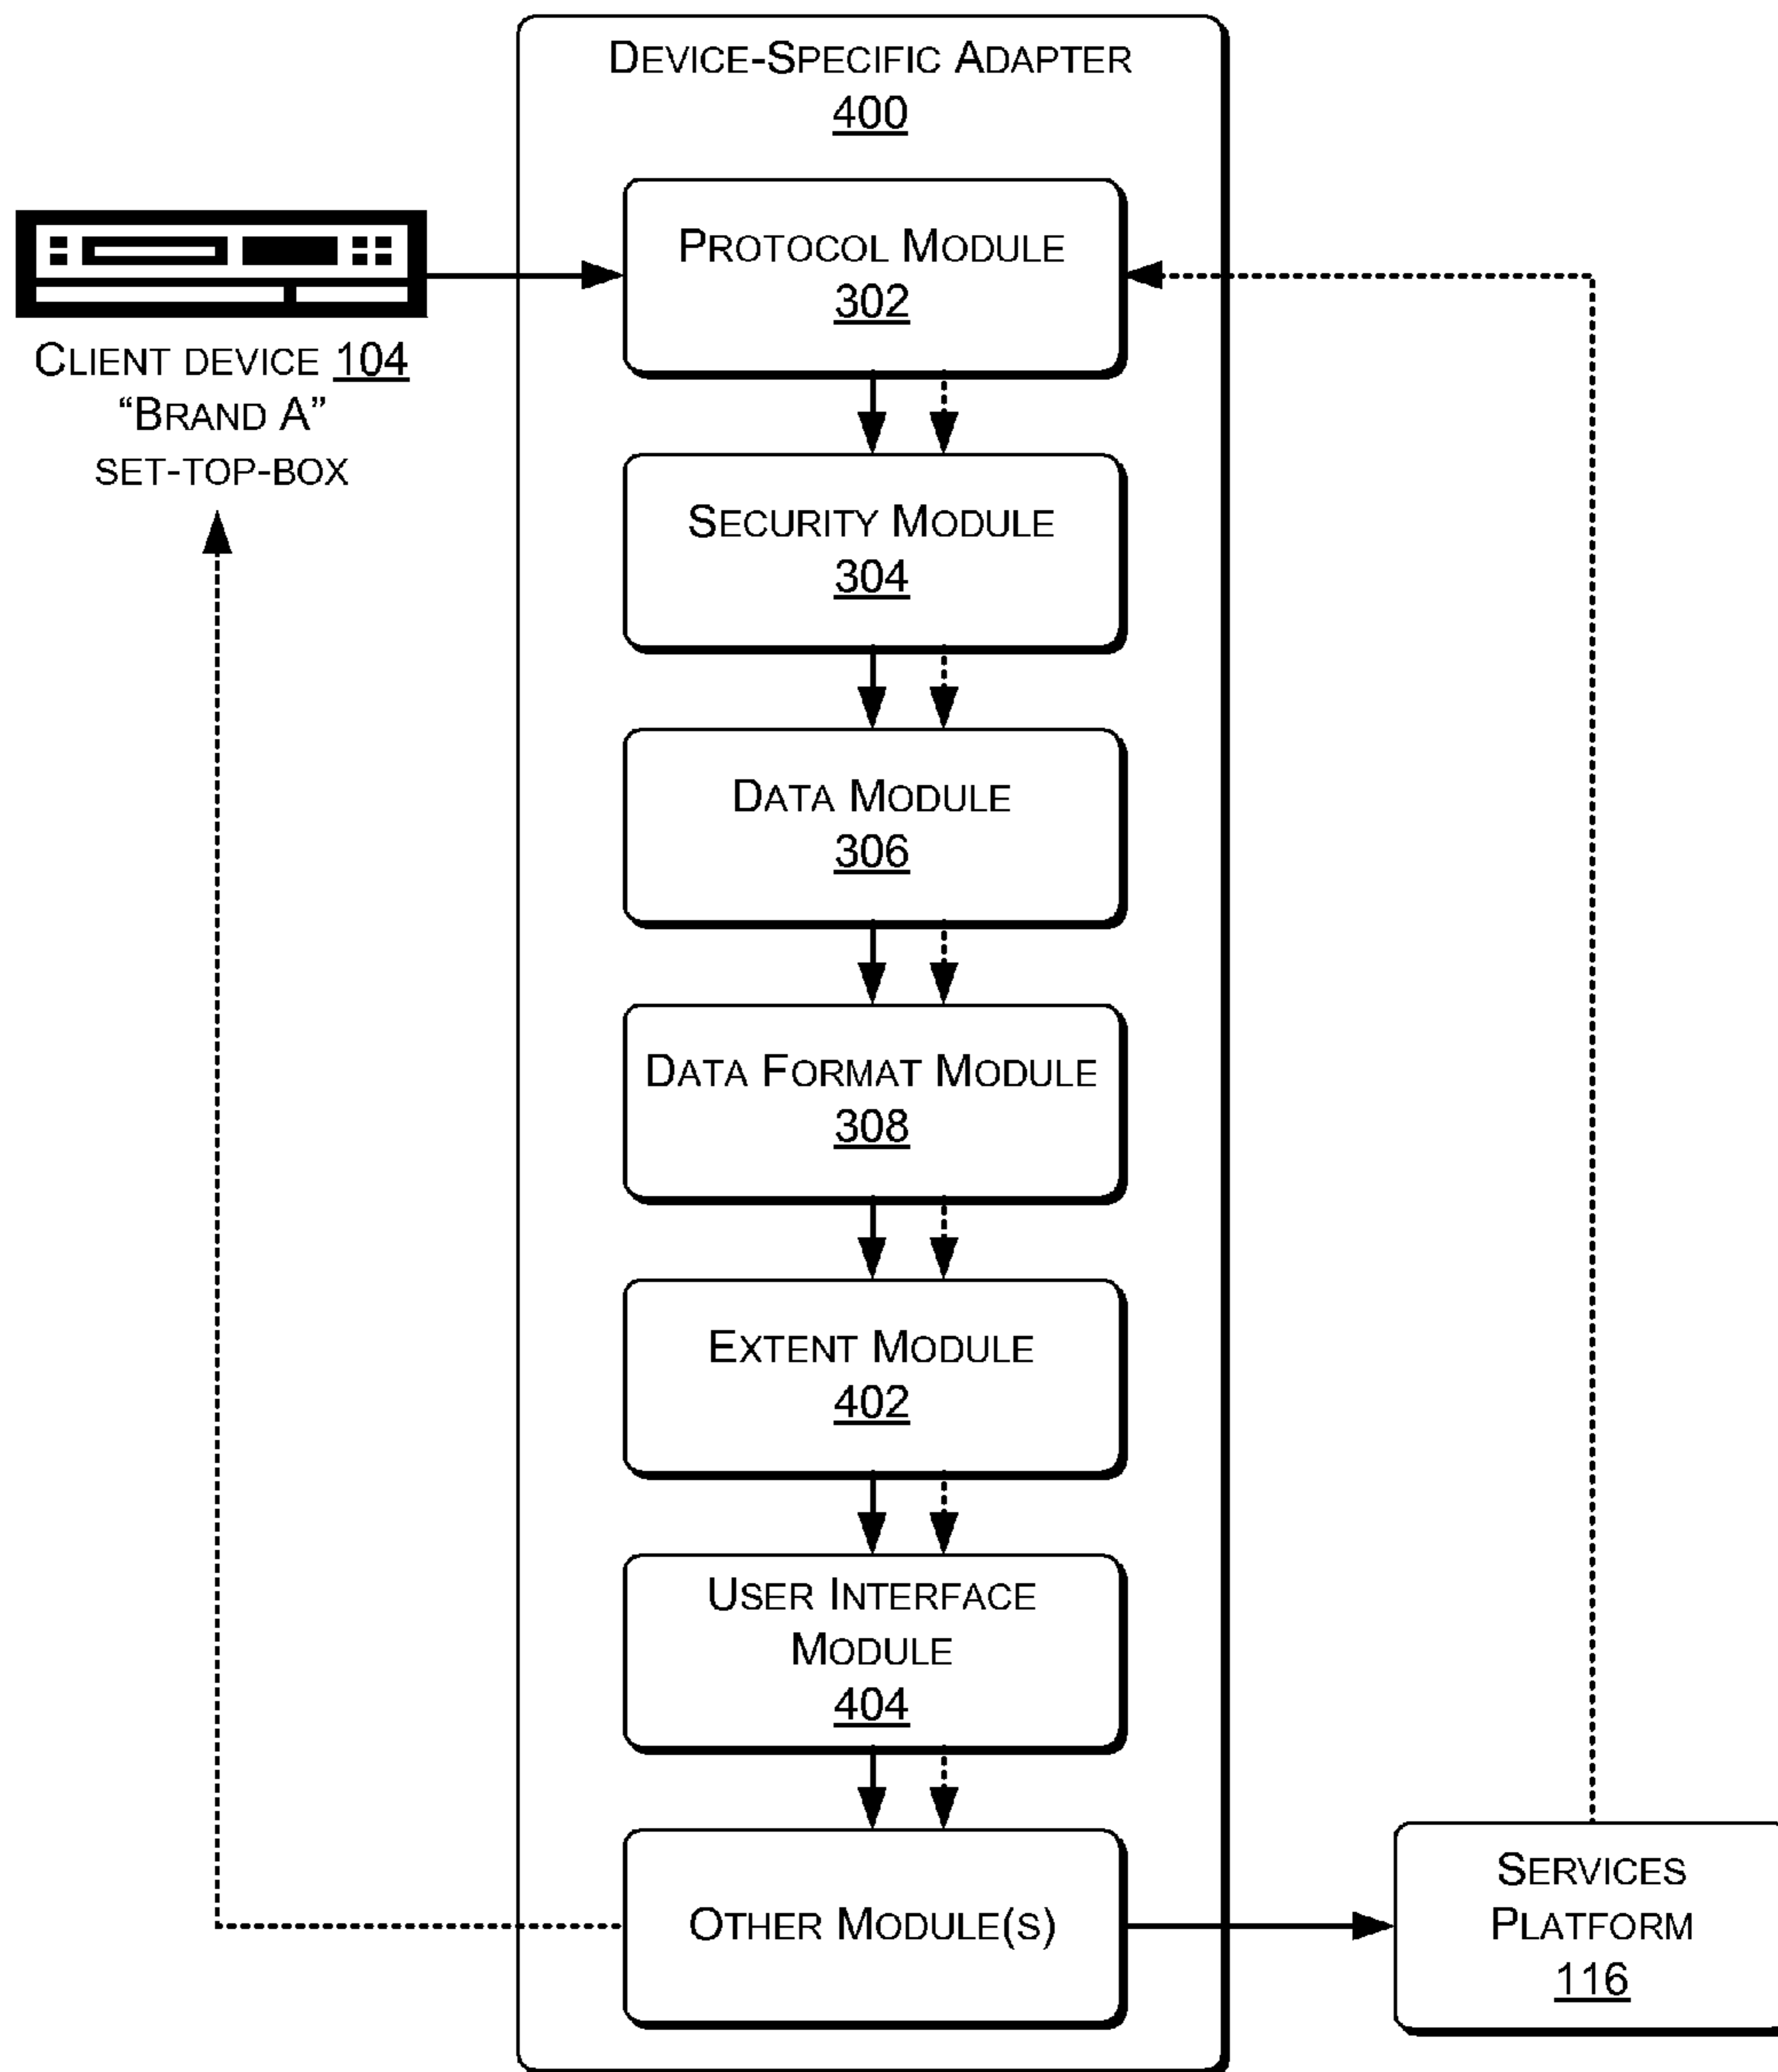 DEVICE-SPECIFIC ADAPTER
400
PROTOCOL MODULE
302
CLIENT DEVICE 104
“BRAND A”
SET-TOP-BOX
SECURITY MODULE
304
DATA MODULE
306
DATA FORMAT MODULE
308
EXTENT MODULE
402
USER INTERFACE
MODULE
404
OTHER MODULE(S)
SERVICES
PLATFORM
116